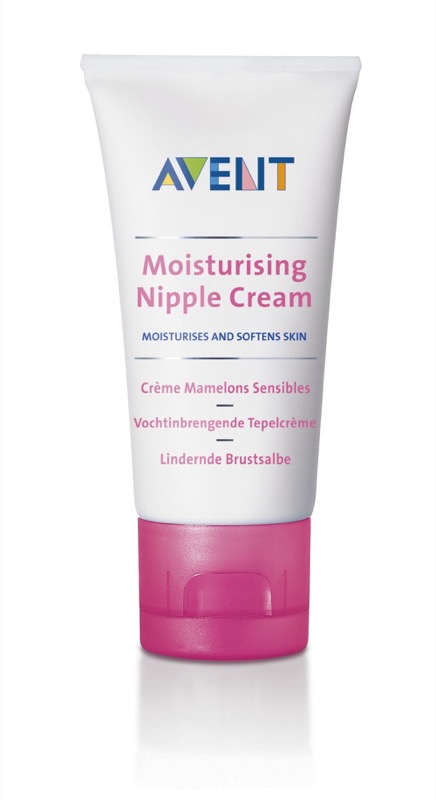 AVENT
Moisturising
Nipple Cream
MOISTURISES AND SOFTENS SKIN
Crème Mamelons Sensibles
Vochtinbrengende Tepelcrème
Lindernde Brustsalbe